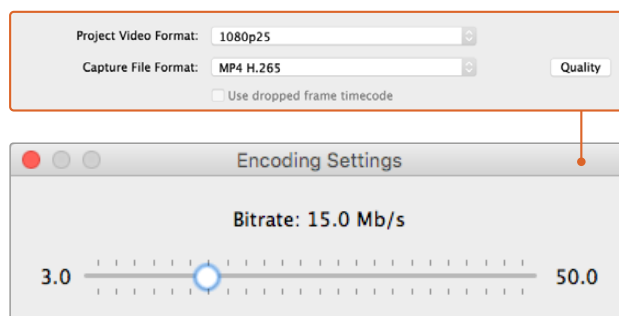 Project Video Format: 1080p25
Capture File Format: MP4 H.265 Quality
Use dropped frame timecode
Encoding Settings
Bitrate: 15.0 Mb/s
3.0 50.0